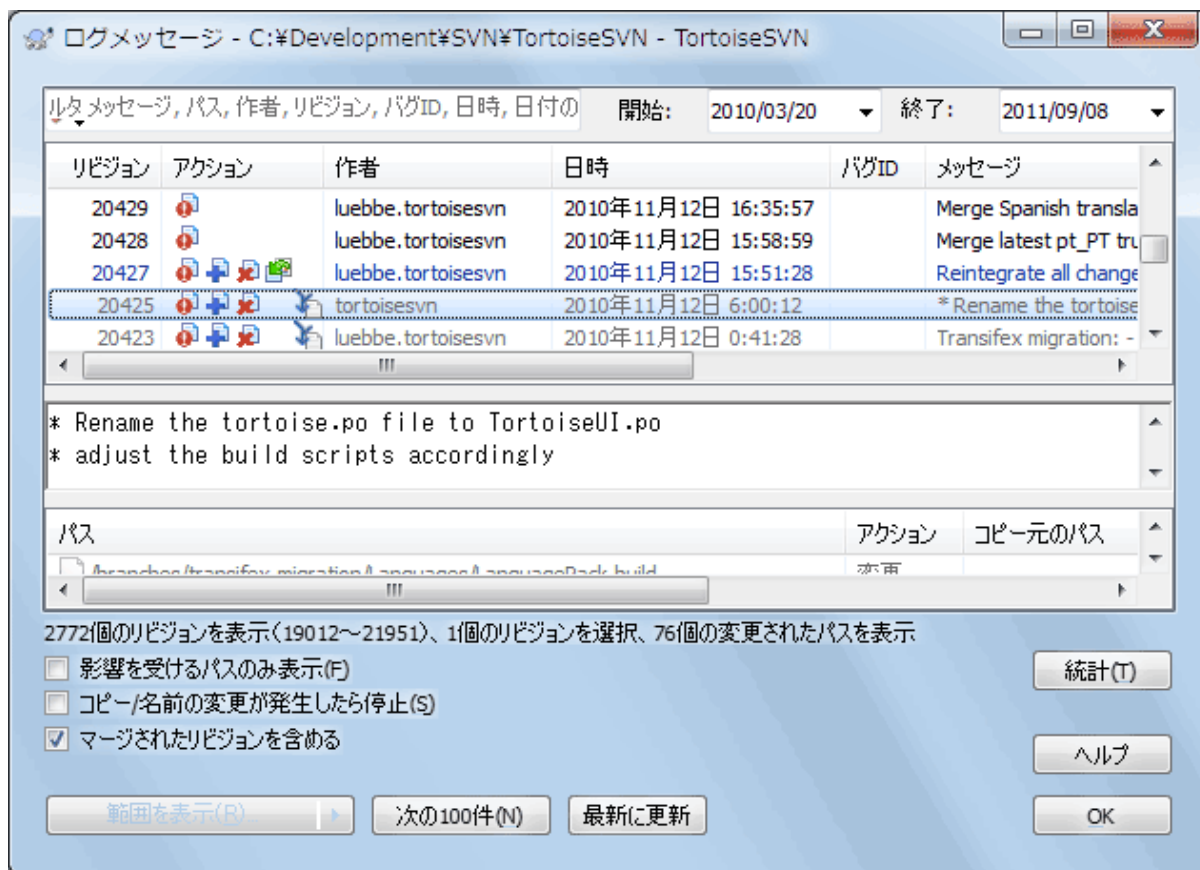 ログメッセージ - C:¥Development¥SVN¥TortoiseSVN - TortoiseSVN
ルタ メッセージ, パス, 作者, リビジョン, バグID, 日時, 日付の 開始: 2010/03/20 終了: 2011/09/08
リビジョン アクション 作者 日時 バグID メッセージ
20429 luebbe.tortoisesvn 2010年11月12日 16:35:57 Merge Spanish transla
20428 luebbe.tortoisesvn 2010年11月12日 15:58:59 Merge latest pt_PT tru
20427 luebbe.tortoisesvn 2010年11月12日 15:51:28 Reintegrate all change
20425 tortoisesvn 2010年11月12日 6:00:12 * Rename the tortoise
20423 luebbe.tortoisesvn 2010年11月12日 0:41:28 Transifex migration: -
* Rename the tortoise.po file to TortoiseUI.po
* adjust the build scripts accordingly
パス アクション コピー元のパス
/branches/transifex-migration/Languages/LanguagePack.build 変更
2772個のリビジョンを表示(19012～21951)、1個のリビジョンを選択、76個の変更されたパスを表示
影響を受けるパスのみ表示(F)
統計(T)
コピー/名前の変更が発生したら停止(S)
マージされたリビジョンを含める
ヘルプ
範囲を表示(R)... 次の100件(N) 最新に更新 OK